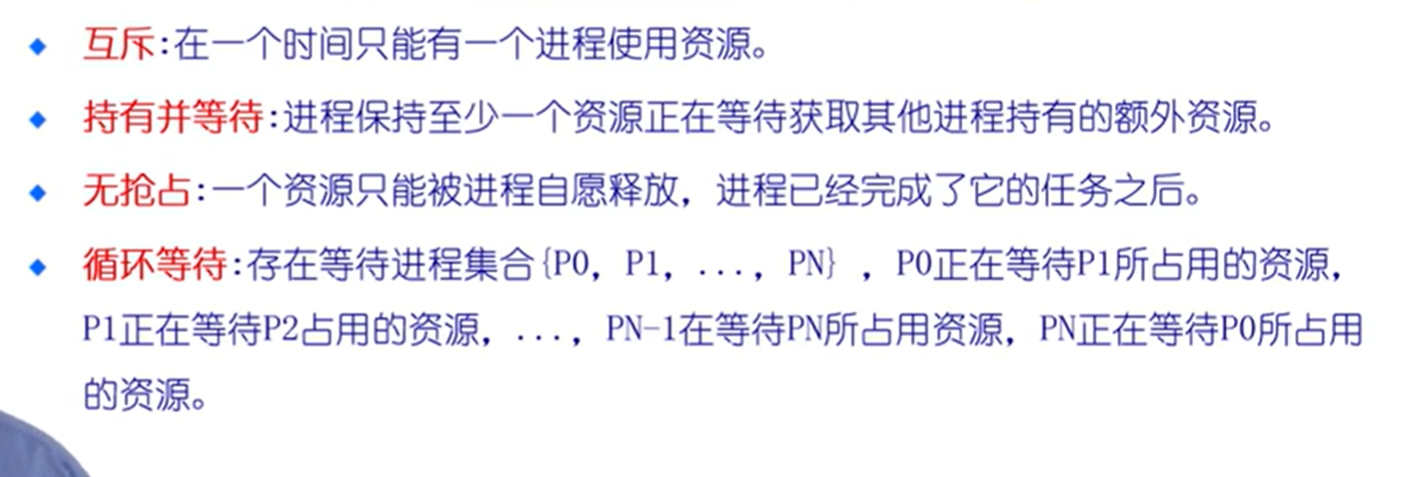 互斥:在一个时间只能有一个进程使用资源。
持有并等待:进程保持至少一个资源正在等待获取其他进程持有的额外资源。
无抢占:一个资源只能被进程自愿释放，进程已经完成了它的任务之后。
循环等待:存在等待进程集合{P0，P1，...，PN} ，P0正在等待P1所占用的资源，
P1正在等待P2占用的资源，...，PN-1在等待PN所占用资源，PN正在等待P0所占用
的资源。